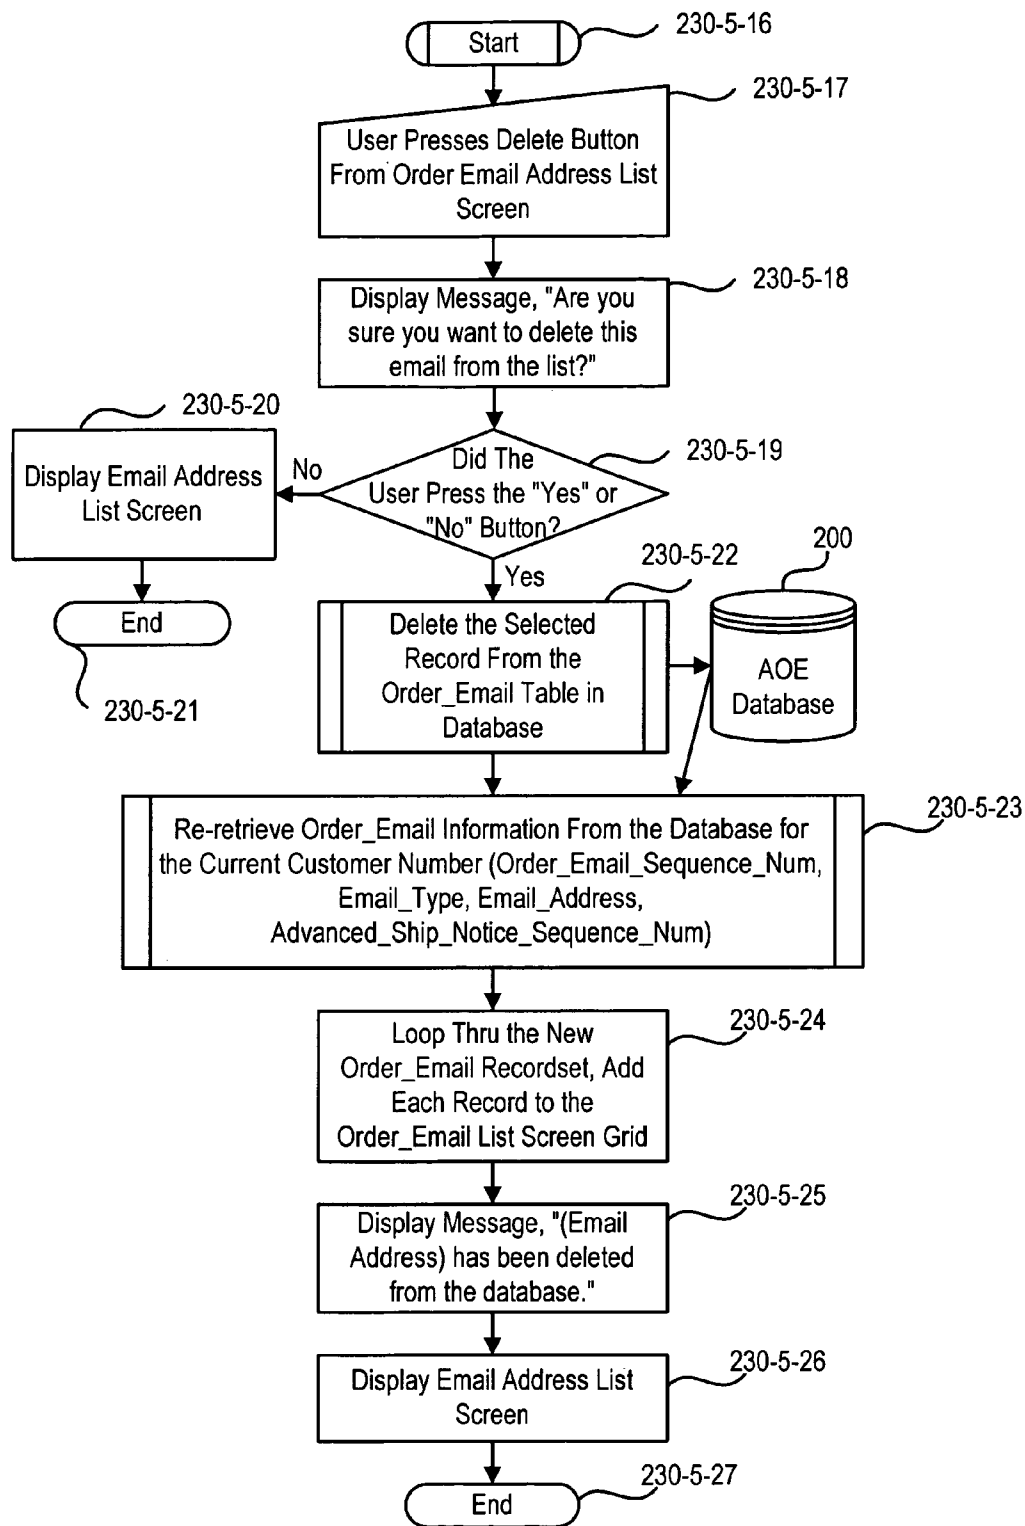 Start
230-5-16
230-5-17
User Presses Delete Button
From Order Email Address List
Screen
230-5-18
Display Message, "Are you
sure you want to delete this
email from the list?"
230-5-20
Display Email Address
List Screen
No
Did The
User Press the "Yes" or
"No" Button?
230-5-19
End
230-5-21
Yes
230-5-22
Delete the Selected
Record From the
Order_Email Table in
Database
200
AOE
Database
230-5-23
Re-retrieve Order_Email Information From the Database for
the Current Customer Number (Order_Email_Sequence_Num,
Email_Type, Email_Address,
Advanced_Ship_Notice_Sequence_Num)
230-5-24
Loop Thru the New
Order_Email Recordset, Add
Each Record to the
Order_Email List Screen Grid
230-5-25
Display Message, "(Email
Address) has been deleted
from the database."
230-5-26
Display Email Address List
Screen
230-5-27
End